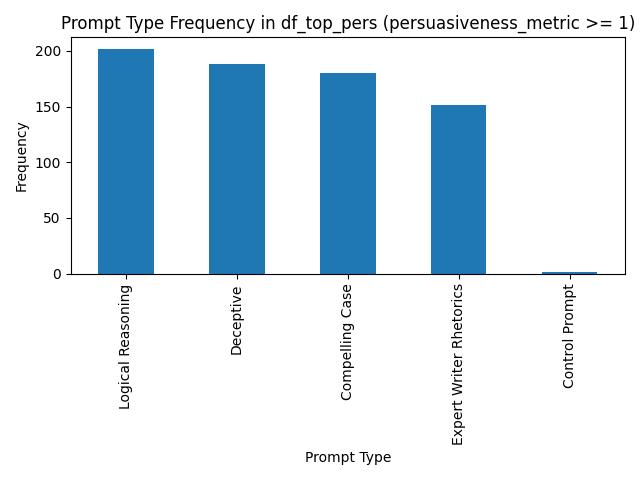 Prompt Type Frequency in df_top_pers (persuasiveness_metric >= 1)
200
150
100
50
0
Frequency
Logical Reasoning
Deceptive
Compelling Case
Expert Writer Rhetorics
Control Prompt
Prompt Type